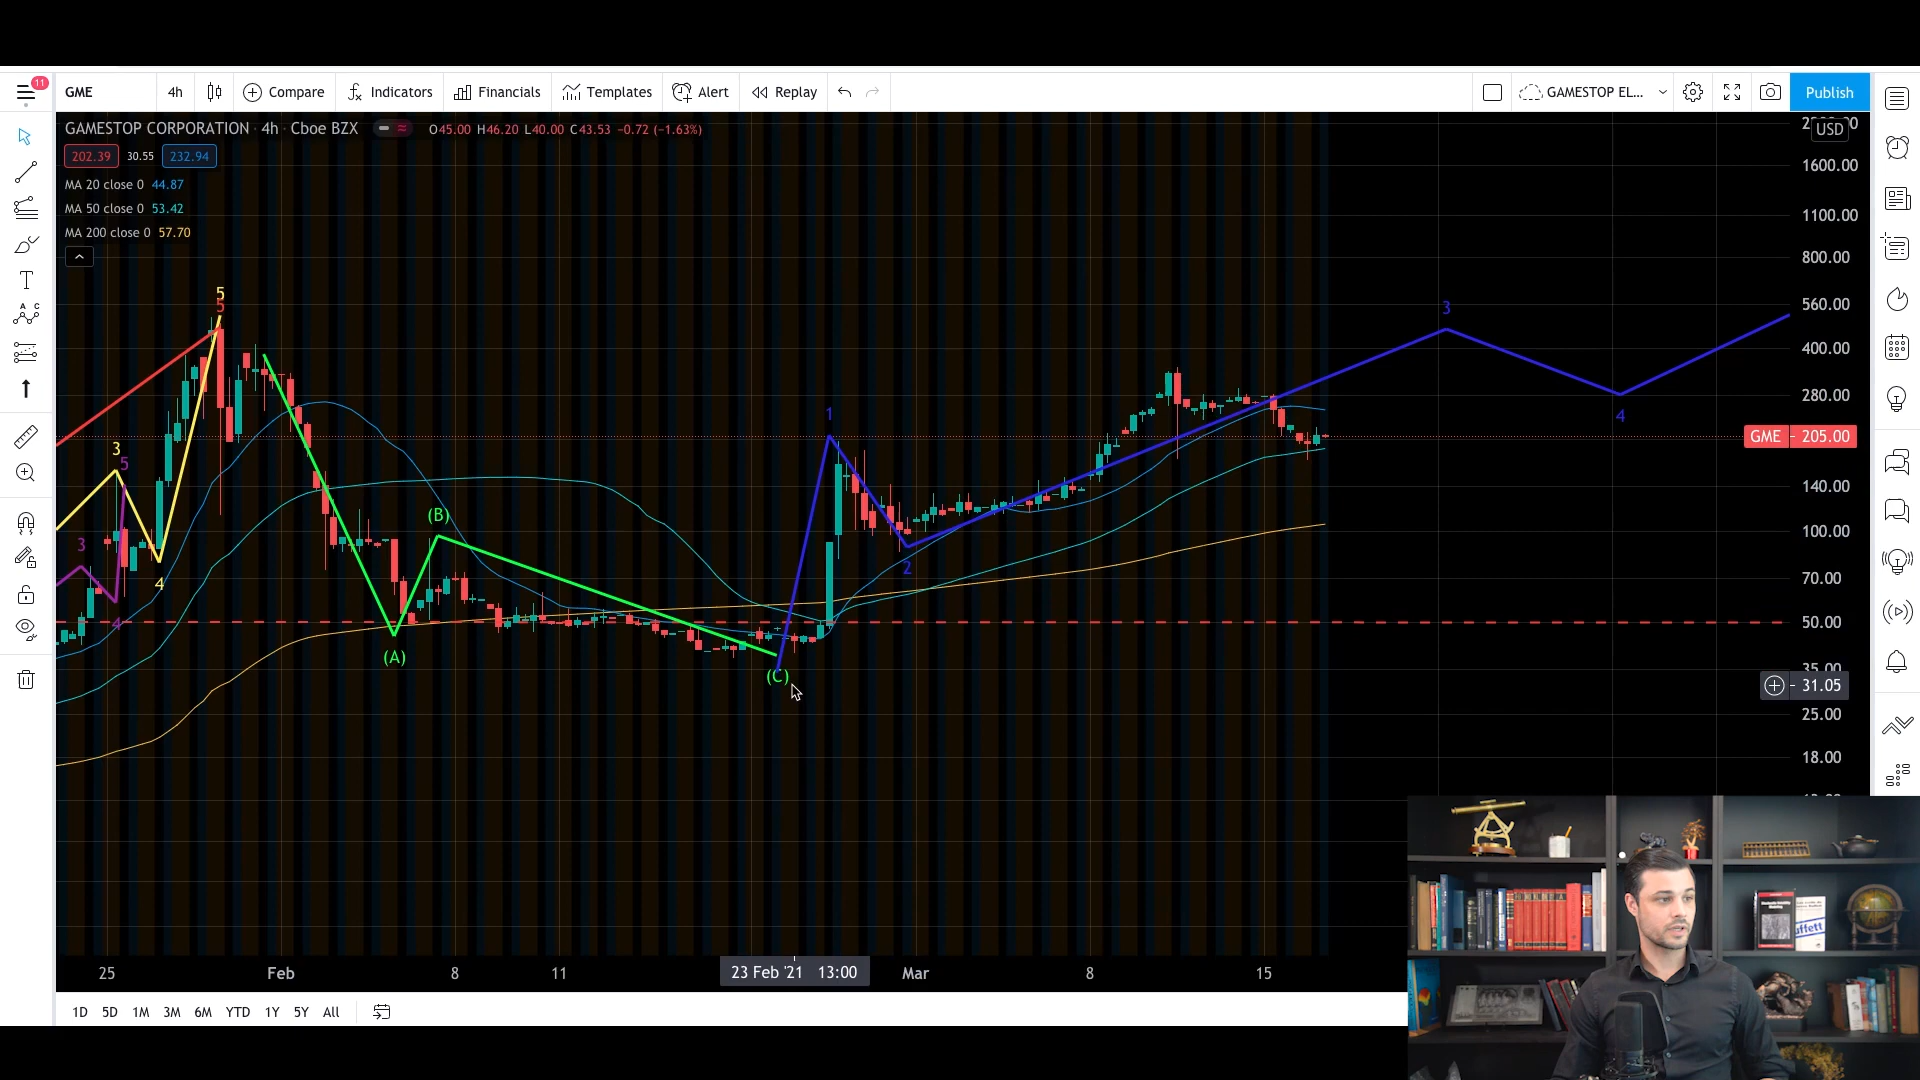 11
GME 4h Compare Indicators Financials Templates Alert Replay GAMESTOP EL... Publish
GAMESTOP CORPORATION · 4h · Cboe BZX O45.00 H46.20 L40.00 C43.53 −0.72 (−1.63%)
202.39 30.55 232.94
MA 20 close 0 44.87
MA 50 close 0 53.42
MA 200 close 0 57.70
USD
1600.00
1100.00
800.00
560.00
400.00
280.00
GME 205.00
140.00
100.00
70.00
50.00
35.00
31.05
25.00
18.00
5
5
3
5
3
4
4
(A)
(B)
(C)
1
2
3
4
25 Feb 8 11 23 Feb '21 13:00 Mar 8 15
1D 5D 1M 3M 6M YTD 1Y 5Y All